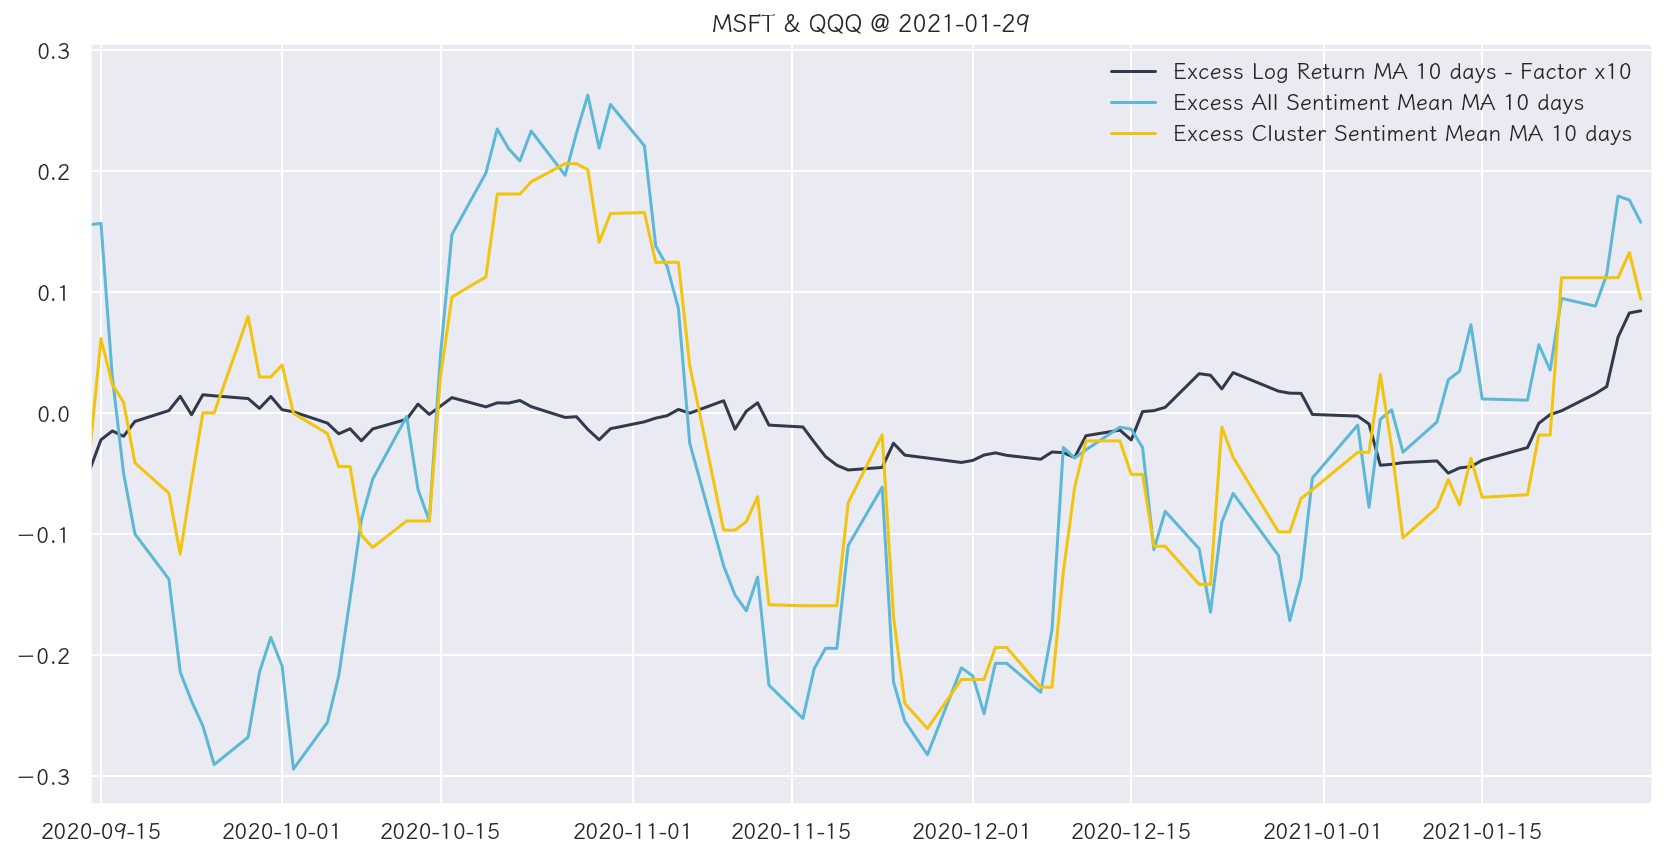 MSFT & QQQ @ 2021-01-29
0.3
0.2
0.1
0.0
−0.1
−0.2
−0.3
Excess Log Return MA 10 days - Factor x10
Excess All Sentiment Mean MA 10 days
Excess Cluster Sentiment Mean MA 10 days
2020-09-15 2020-10-01 2020-10-15 2020-11-01 2020-11-15 2020-12-01 2020-12-15 2021-01-01 2021-01-15